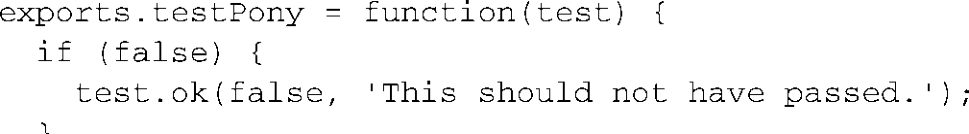 exports.testPony = function(test) {
  if (false) {
    test.ok(false, 'This should not have passed.');
  }